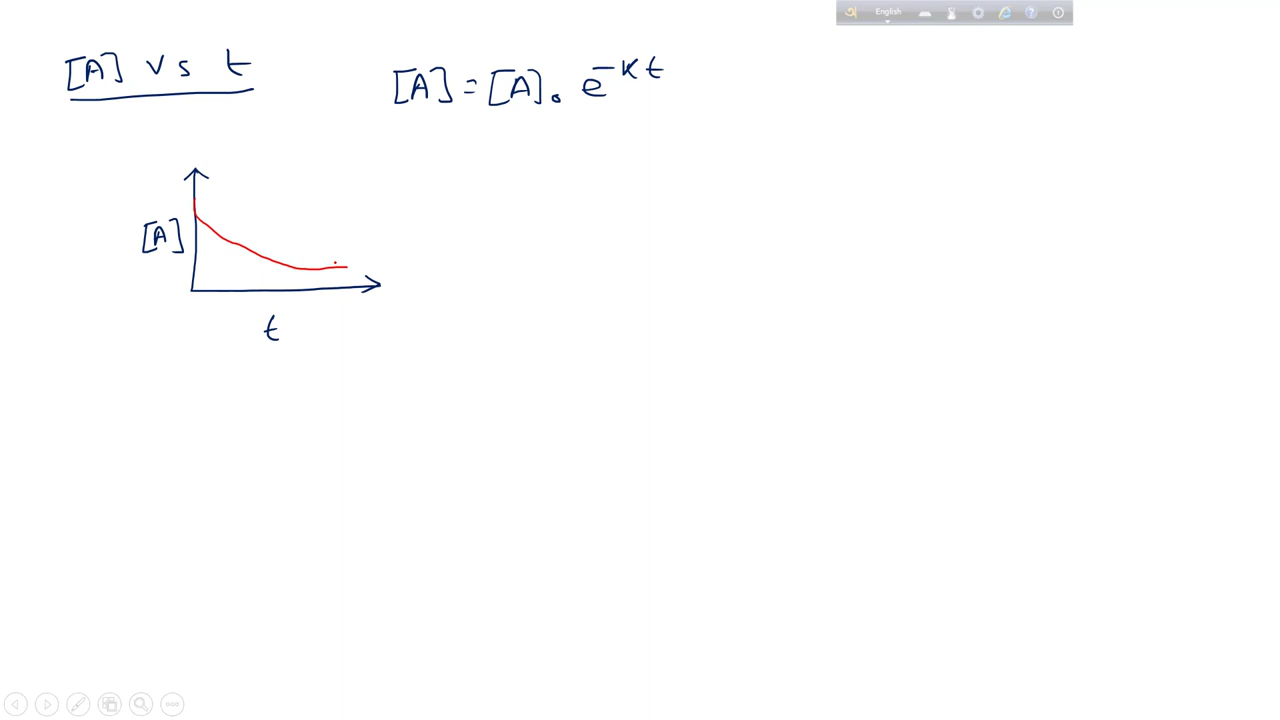 [A] vs t
[A] = [A]₀ e⁻ᴷᵗ
[A]
t
অ English